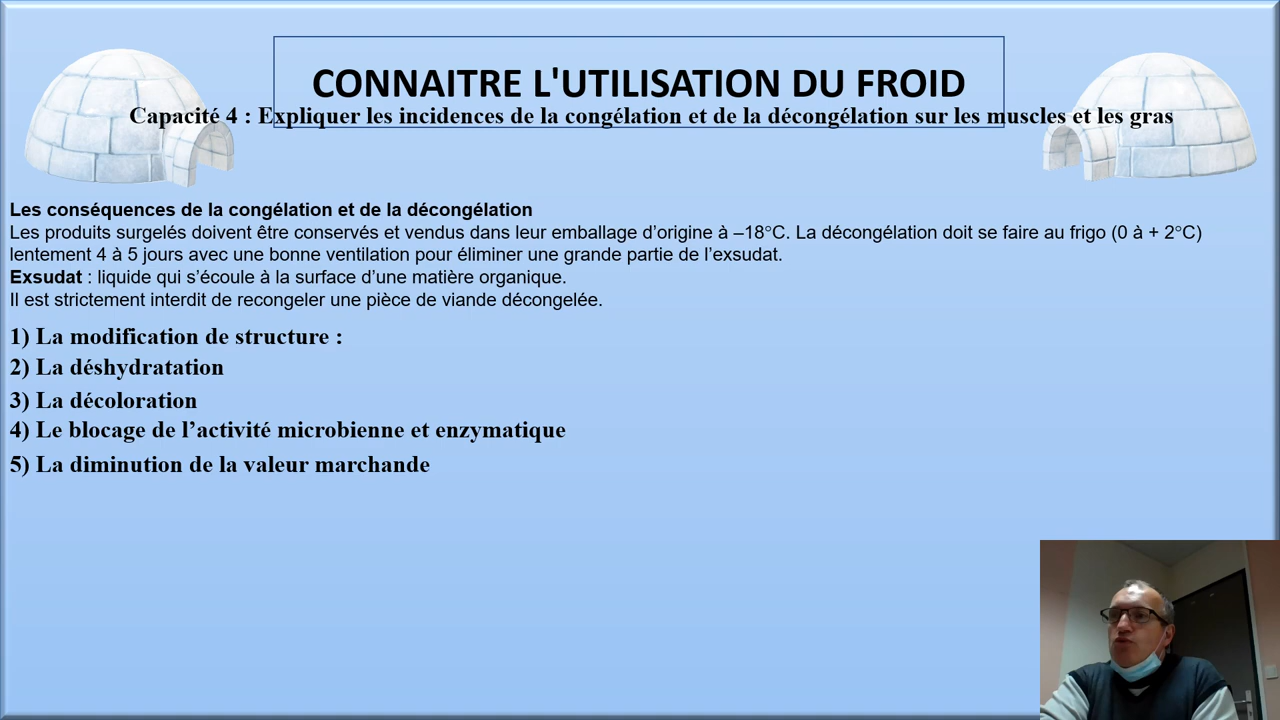 CONNAITRE L'UTILISATION DU FROID
Capacité 4 : Expliquer les incidences de la congélation et de la décongélation sur les muscles et les gras
Les conséquences de la congélation et de la décongélation
Les produits surgelés doivent être conservés et vendus dans leur emballage d’origine à –18°C. La décongélation doit se faire au frigo (0 à + 2°C)
lentement 4 à 5 jours avec une bonne ventilation pour éliminer une grande partie de l’exsudat.
Exsudat : liquide qui s’écoule à la surface d’une matière organique.
Il est strictement interdit de recongeler une pièce de viande décongelée.
1) La modification de structure :
2) La déshydratation
3) La décoloration
4) Le blocage de l’activité microbienne et enzymatique
5) La diminution de la valeur marchande